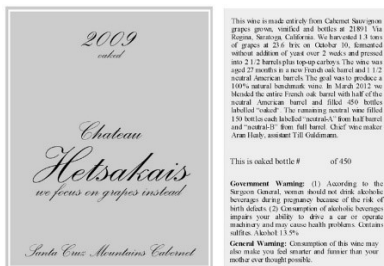 2009
oaked
Chateau
Hetsakais
we focus on grapes instead
Santa Cruz Mountains Cabernet
This wine is made entirely from Cabernet Sauvignon
grapes grown, vinified and bottles at 21891 Via
Regina, Saratoga, California. We harvested 1.3 tons
of grapes at 23.6 brix on October 10, fermented
without addition of yeast over 2 weeks and pressed
into 2 1/2 barrels plus top-up carboys. The wine was
aged 27 months in a new French oak barrel and 1 1/2
neutral American barrels. The goal was to produce a
100% natural benchmark wine. In March 2012 we
blended the entire French oak barrel with half of the
neutral American barrel and filled 450 bottles
labelled "oaked". The remaining neutral wine filled
150 bottles each labelled "neutral-A" from half barrel
and "neutral-B" from full barrel. Chief wine maker
Aran Healy, assistant Till Guldimann.
This is oaked bottle # of 450
Government Warning: (1) According to the
Surgeon General, women should not drink alcoholic
beverages during pregnancy because of the risk of
birth defects. (2) Consumption of alcoholic beverages
impairs your ability to drive a car or operate
machinery and may cause health problems. Contains
sulfites. Alcohol: 13.5%
General Warning: Consumption of this wine may
also make you feel smarter and funnier than your
mother ever thought possible.